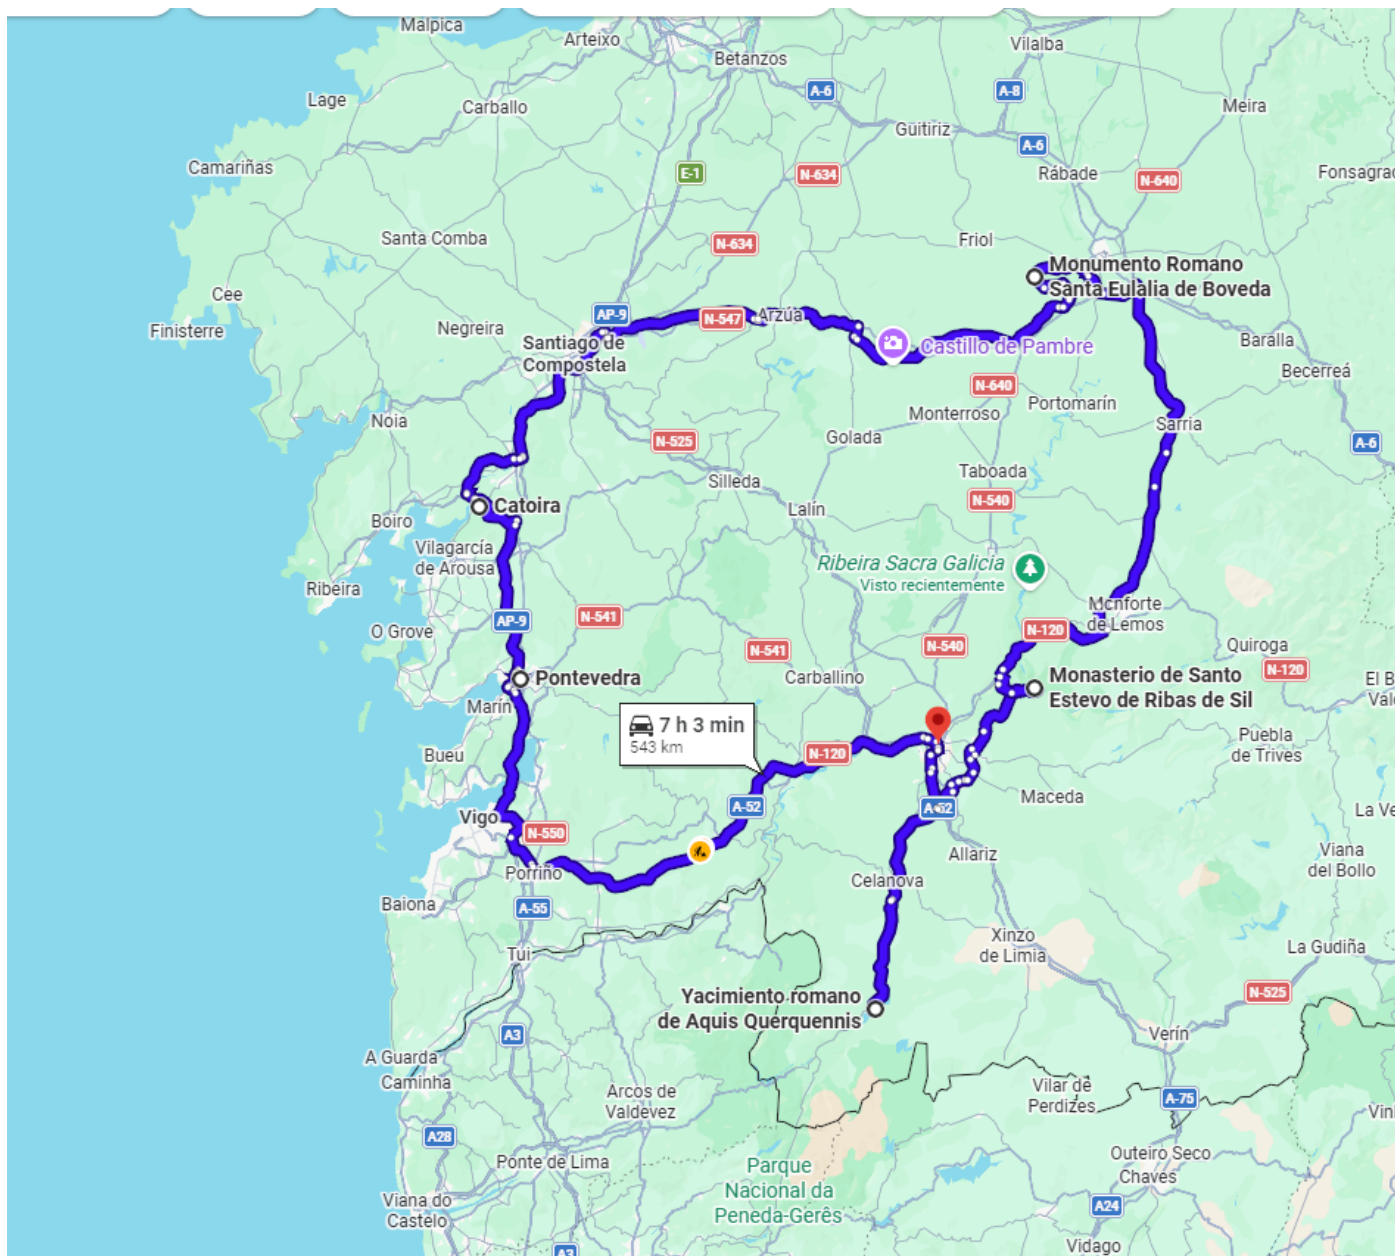 Malpica
Arteixo
Betanzos
Vilalba
Lage
Carballo
A-6
A-8
Meira
Guitiriz
A-6
Camariñas
E-1
N-634
Rábade
N-640
Fonsagrac
Santa Comba
N-634
Friol
Monumento Romano
Santa Eulalia de Boveda
Cee
Finisterre
Negreira
AP-9
N-547
Arzúa
Santiago de
Compostela
Castillo de Pambre
Baralla
Becerreá
N-640
Portomarín
Monterroso
Noia
Golada
Sarria
N-525
A-6
Silleda
Taboada
N-540
Catoira
Lalín
Boiro
Vilagarcía
de Arousa
Ribeira Sacra Galicia
Visto recientemente
Ribeira
Monforte
de Lemos
AP-9
N-541
O Grove
N-120
N-540
N-541
Quiroga
N-120
Pontevedra
Carballino
Monasterio de Santo
Estevo de Ribas de Sil
El B
Val
Marín
7 h 3 min
543 km
Bueu
N-120
Puebla
de Trives
Maceda
A-52
A-52
Vigo
N-550
La Ve
Allariz
Viana
del Bollo
Porriño
Celanova
Baiona
A-55
Xinzo
de Limia
Tui
La Gudiña
Yacimiento romano
de Aquis Querquennis
N-525
A3
Verín
A Guarda
Caminha
Arcos de
Valdevez
Vilar de
Perdizes
A-75
Vinh
A28
Ponte de Lima
Outeiro Seco
Chaves
Parque
Nacional da
Peneda-Gerês
Viana do
Castelo
A24
A3
Vidago